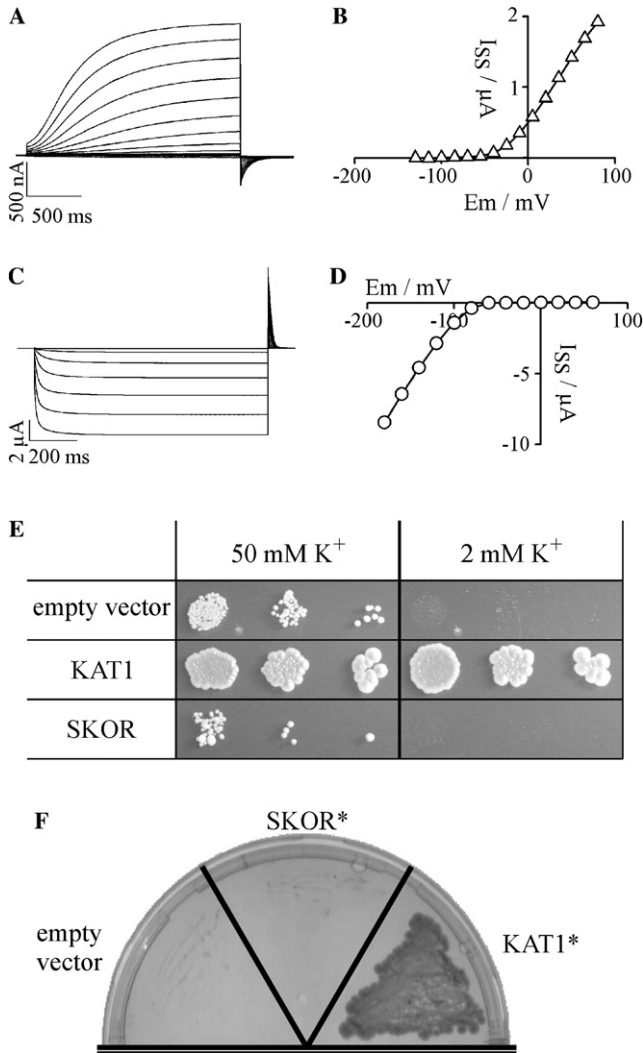 A
500 nA
500 ms
B
2
1
Iss / µA
-200
-100
0
100
Em / mV
C
2 µA
200 ms
D
Em / mV
-200
-100
100
-5
-10
Iss / µA
E
50 mM K⁺
2 mM K⁺
empty vector
KAT1
SKOR
F
SKOR*
empty
vector
KAT1*